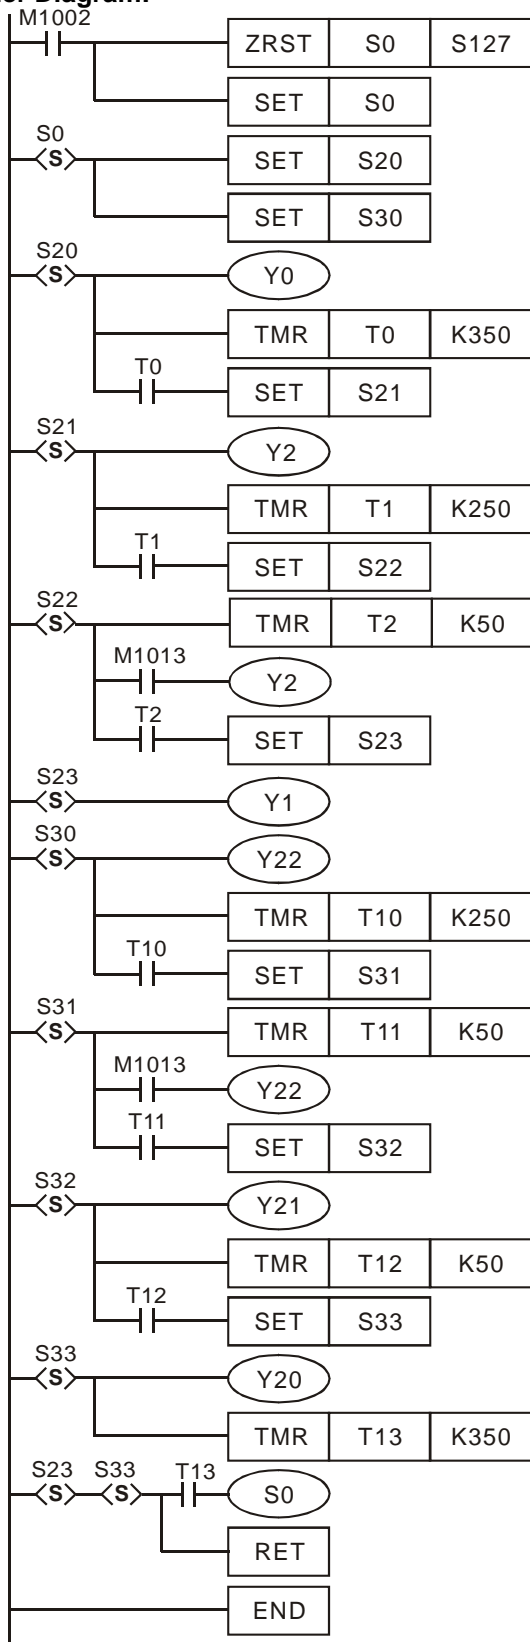 M1002
ZRST S0 S127
SET S0
S0
S SET S20
SET S30
S20
S Y0
TMR T0 K350
T0
SET S21
S21
S Y2
TMR T1 K250
T1
SET S22
S22
S TMR T2 K50
M1013
Y2
T2
SET S23
S23
S Y1
S30
S Y22
TMR T10 K250
T10
SET S31
S31
S TMR T11 K50
M1013
Y22
T11
SET S32
S32
S Y21
TMR T12 K50
T12
SET S33
S33
S Y20
TMR T13 K350
S23 S33 T13
S S S0
RET
END